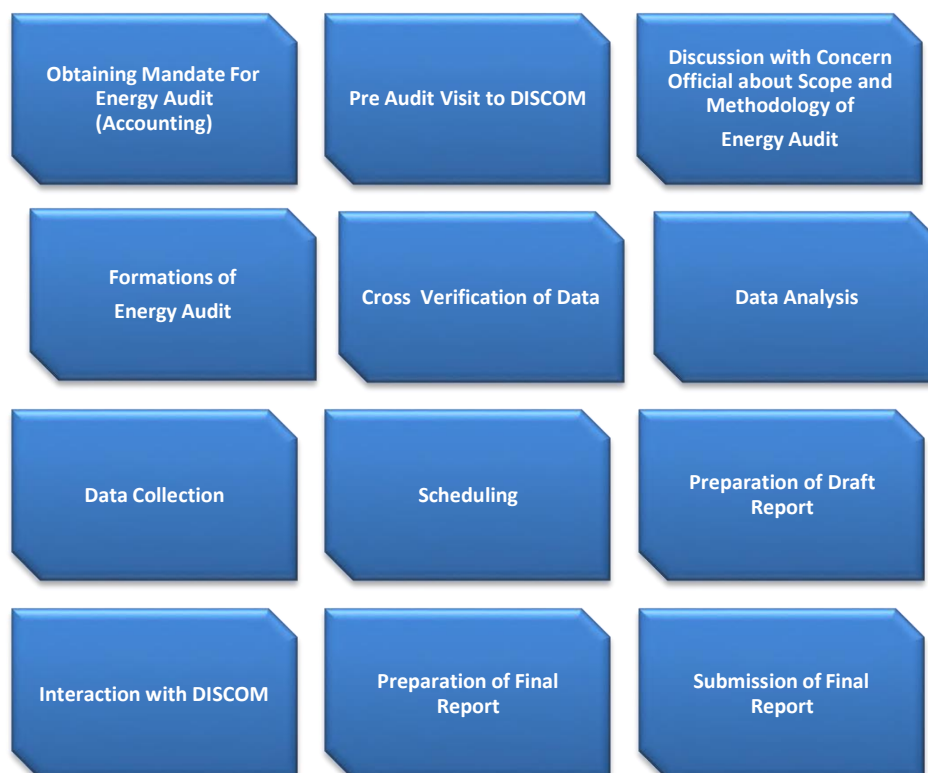 Obtaining Mandate For
Energy Audit
(Accounting)
Pre Audit Visit to DISCOM
Discussion with Concern
Official about Scope and
Methodology of
Energy Audit
Formations of
Energy Audit
Cross Verification of Data
Data Analysis
Data Collection
Scheduling
Preparation of Draft
Report
Interaction with DISCOM
Preparation of Final
Report
Submission of Final
Report